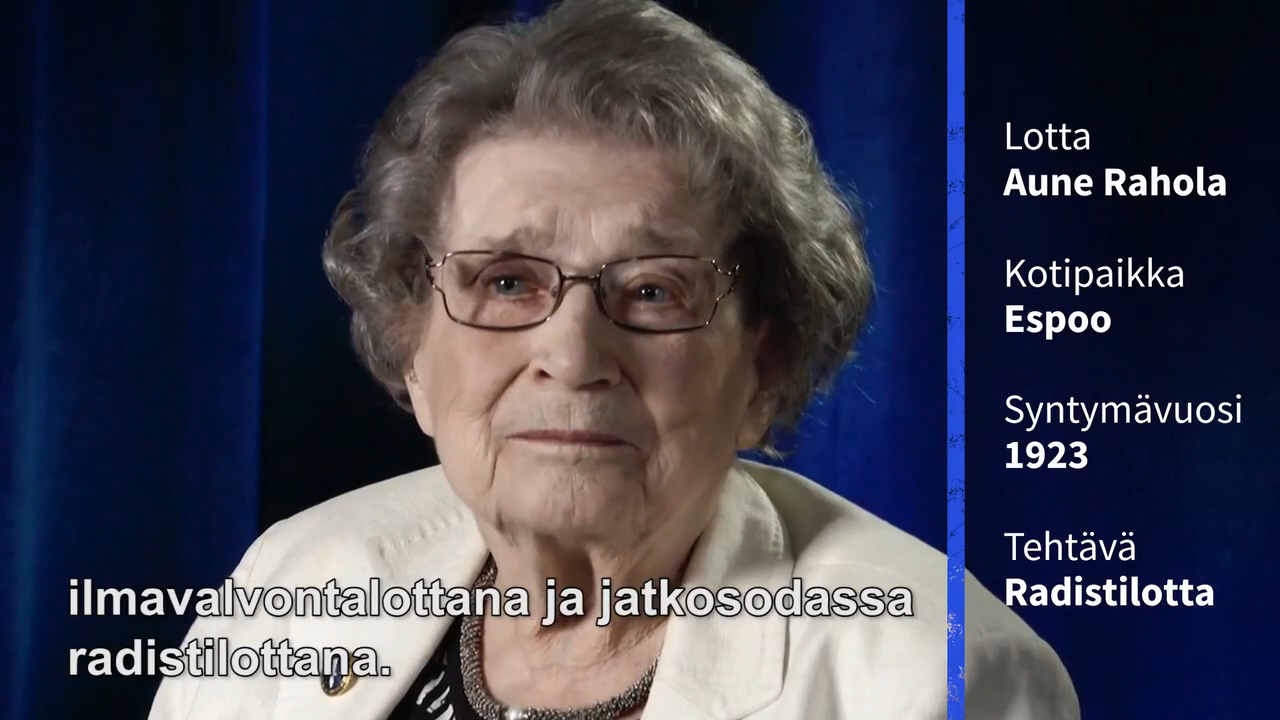 Lotta
Aune Rahola
Kotipaikka
Espoo
Syntymävuosi
1923
Tehtävä
Radistilotta
ilmavalvontalottana ja jatkosodassa
radistilottana.